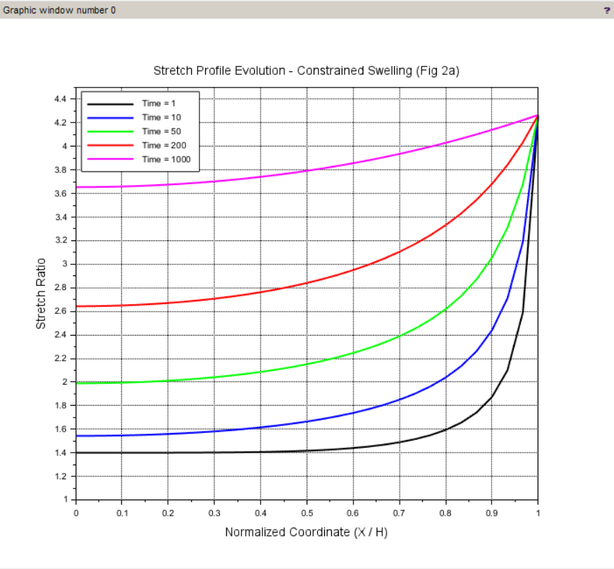 Graphic window number 0
?
Stretch Profile Evolution - Constrained Swelling (Fig 2a)
4.4
4.2
4
3.8
3.6
3.4
3.2
3
2.8
2.6
2.4
2.2
2
1.8
1.6
1.4
1.2
1
Time = 1
Time = 10
Time = 50
Time = 200
Time = 1000
Stretch Ratio
0 0.1 0.2 0.3 0.4 0.5 0.6 0.7 0.8 0.9 1
Normalized Coordinate (X / H)